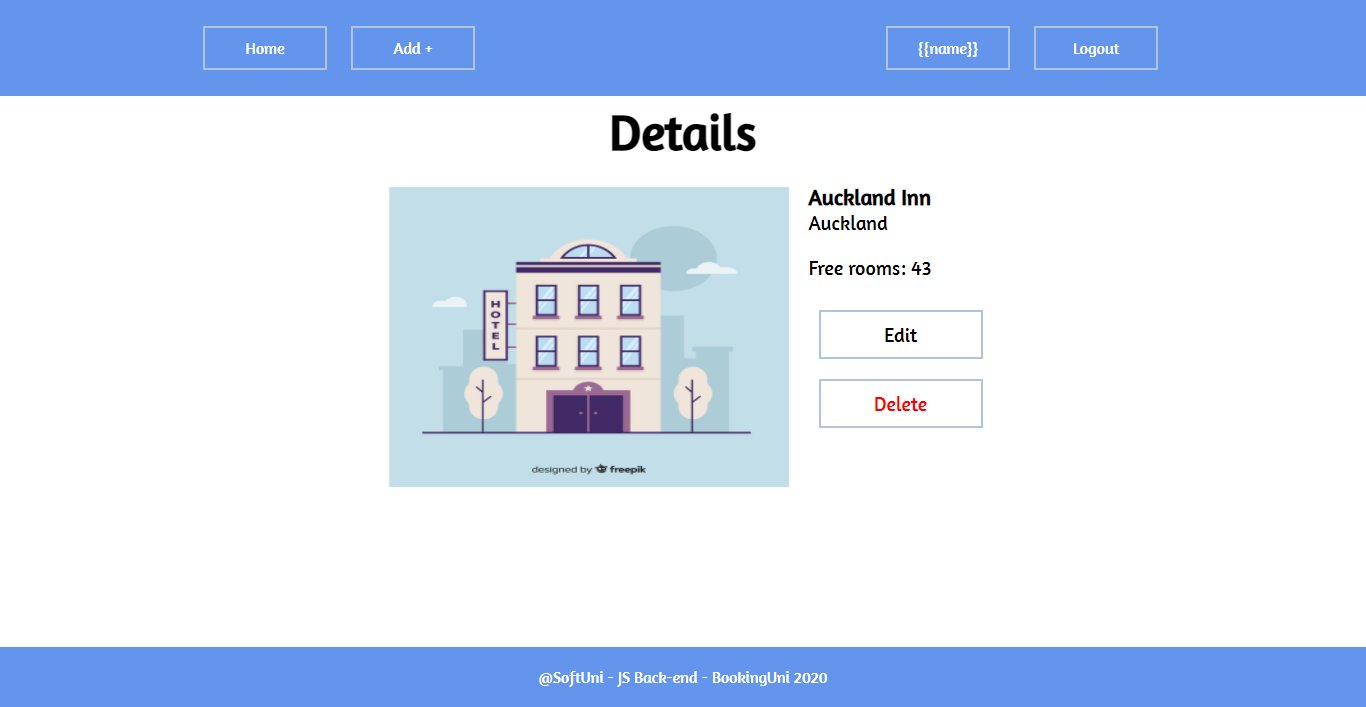 Home
Add +
{{name}}
Logout
Details
Auckland Inn
Auckland
Free rooms: 43
Edit
Delete
HOTEL
designed by freepik
@SoftUni - JS Back-end - BookingUni 2020